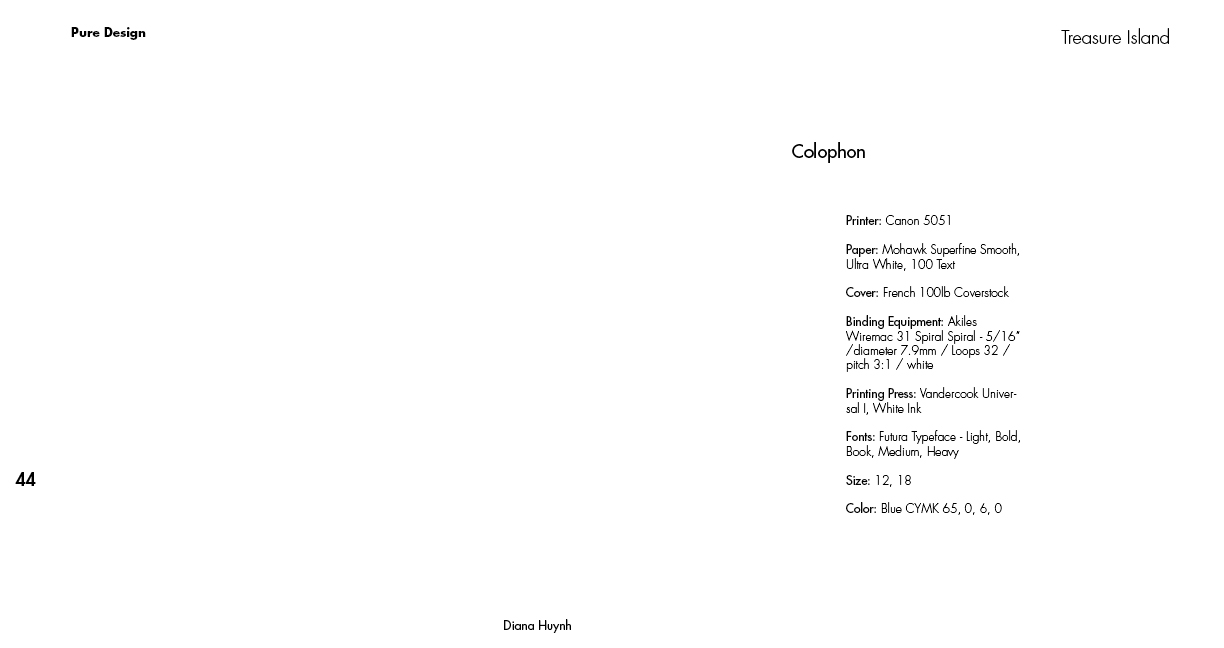 Pure Design
Treasure Island
Colophon
Printer: Canon 5051
Paper: Mohawk Superfine Smooth,
Ultra White, 100 Text
Cover: French 100lb Coverstock
Binding Equipment: Akiles
Wiremac 31 Spiral Spiral - 5/16”
/diameter 7.9mm / Loops 32 /
pitch 3:1 / white
Printing Press: Vandercook Univer-
sal I, White Ink
Fonts: Futura Typeface - Light, Bold,
Book, Medium, Heavy
Size: 12, 18
Color: Blue CYMK 65, 0, 6, 0
44
Diana Huynh